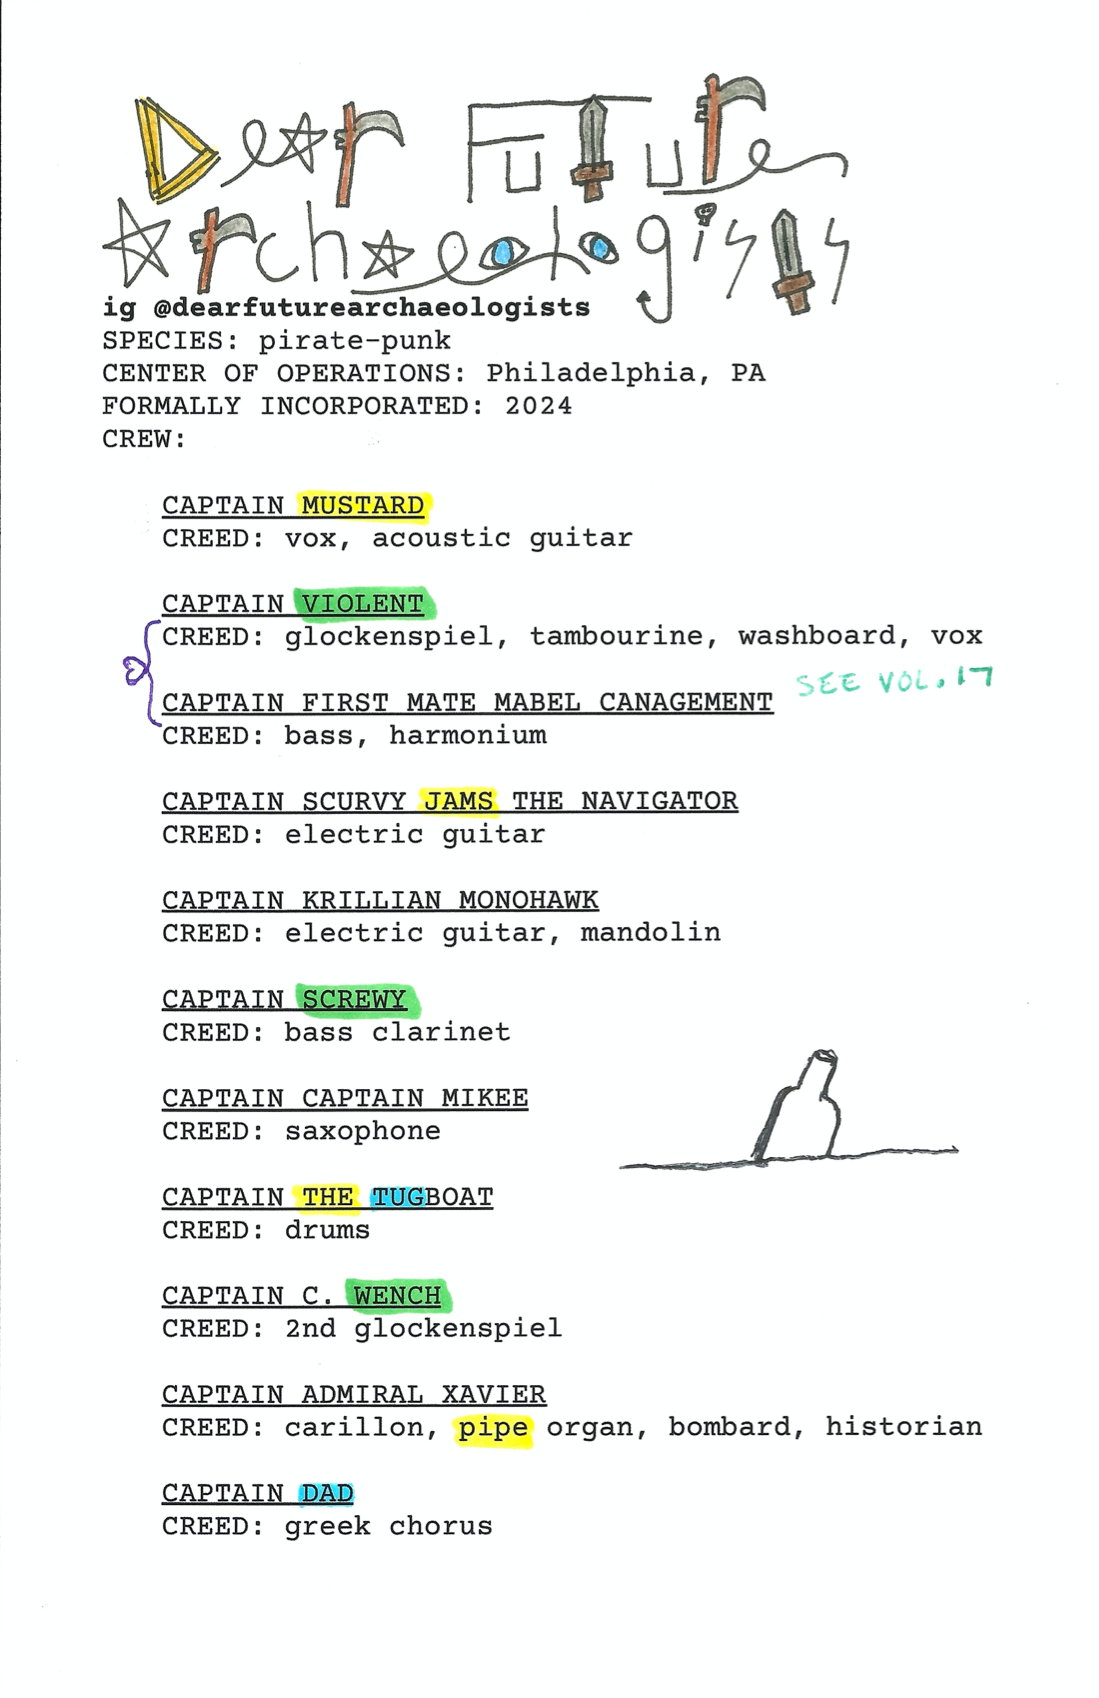 Dear Future
Archaeologists
ig @dearfuturearchaeologists
SPECIES: pirate-punk
CENTER OF OPERATIONS: Philadelphia, PA
FORMALLY INCORPORATED: 2024
CREW:
CAPTAIN MUSTARD
CREED: vox, acoustic guitar
CAPTAIN VIOLENT
CREED: glockenspiel, tambourine, washboard, vox
SEE VOL.17
CAPTAIN FIRST MATE MABEL CANAGEMENT
CREED: bass, harmonium
CAPTAIN SCURVY JAMS THE NAVIGATOR
CREED: electric guitar
CAPTAIN KRILLIAN MONOHAWK
CREED: electric guitar, mandolin
CAPTAIN SCREWY
CREED: bass clarinet
CAPTAIN CAPTAIN MIKEE
CREED: saxophone
CAPTAIN THE TUGBOAT
CREED: drums
CAPTAIN C. WENCH
CREED: 2nd glockenspiel
CAPTAIN ADMIRAL XAVIER
CREED: carillon, pipe organ, bombard, historian
CAPTAIN DAD
CREED: greek chorus